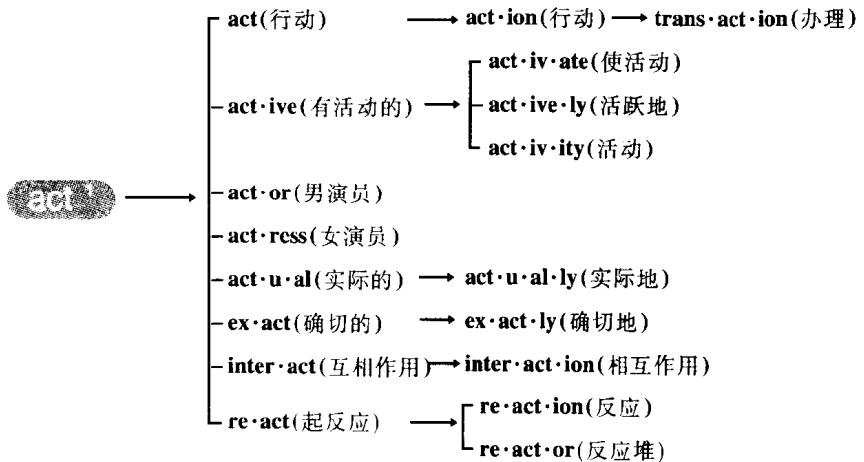 act(行动) act·ion(行动) trans·act·ion(办理)
act·iv·ate(使活动)
act·ive(有活动的) act·ive·ly(活跃地)
act·iv·ity(活动)
act
act·or(男演员)
act·ress(女演员)
act·u·al(实际的) act·u·al·ly(实际地)
ex·act(确切的) ex·act·ly(确切地)
inter·act(互相作用) inter·act·ion(相互作用)
re·act(起反应) re·act·ion(反应)
re·act·or(反应堆)